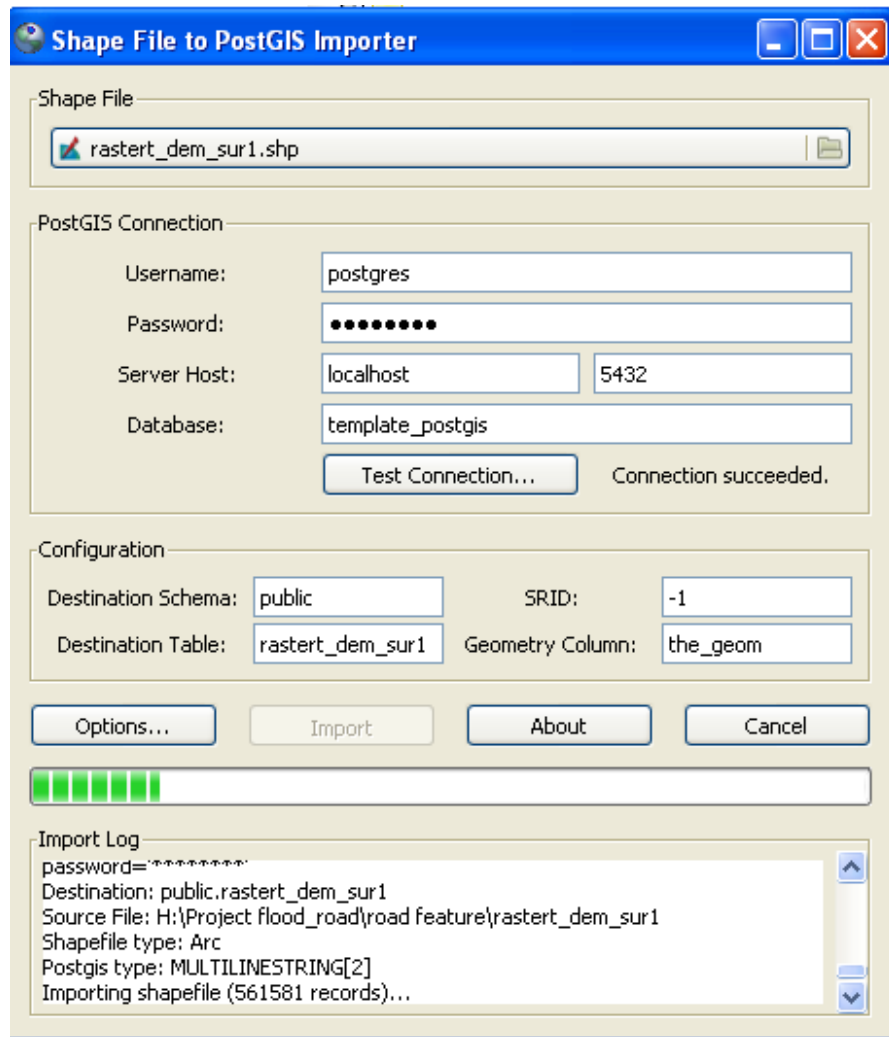 Shape File to PostGIS Importer
Shape File
rastert_dem_sur1.shp
PostGIS Connection
Username: postgres
Password: ●●●●●●●●
Server Host: localhost 5432
Database: template_postgis
Test Connection... Connection succeeded.
Configuration
Destination Schema: public SRID: -1
Destination Table: rastert_dem_sur1 Geometry Column: the_geom
Options... Import About Cancel
Import Log
password='********'
Destination: public.rastert_dem_sur1
Source File: H:\Project flood_road\road feature\rastert_dem_sur1
Shapefile type: Arc
Postgis type: MULTILINESTRING[2]
Importing shapefile (561581 records)...